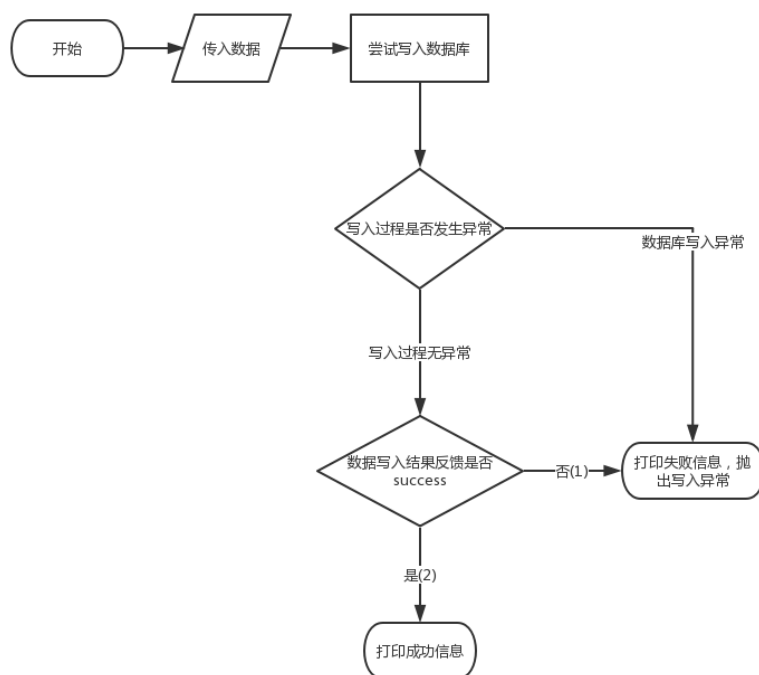 开始
传入数据
尝试写入数据库
写入过程是否发生异常
数据库写入异常
写入过程无异常
数据写入结果反馈是否
success
否(1)
打印失败信息，抛
出写入异常
是(2)
打印成功信息